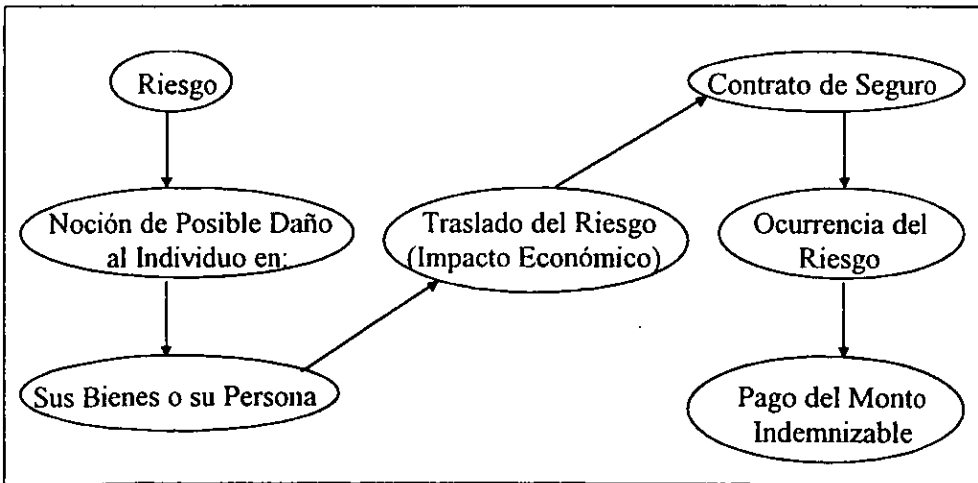 Riesgo
Noción de Posible Daño
al Individuo en:
Sus Bienes o su Persona
Traslado del Riesgo
(Impacto Económico)
Contrato de Seguro
Ocurrencia del
Riesgo
Pago del Monto
Indemnizable